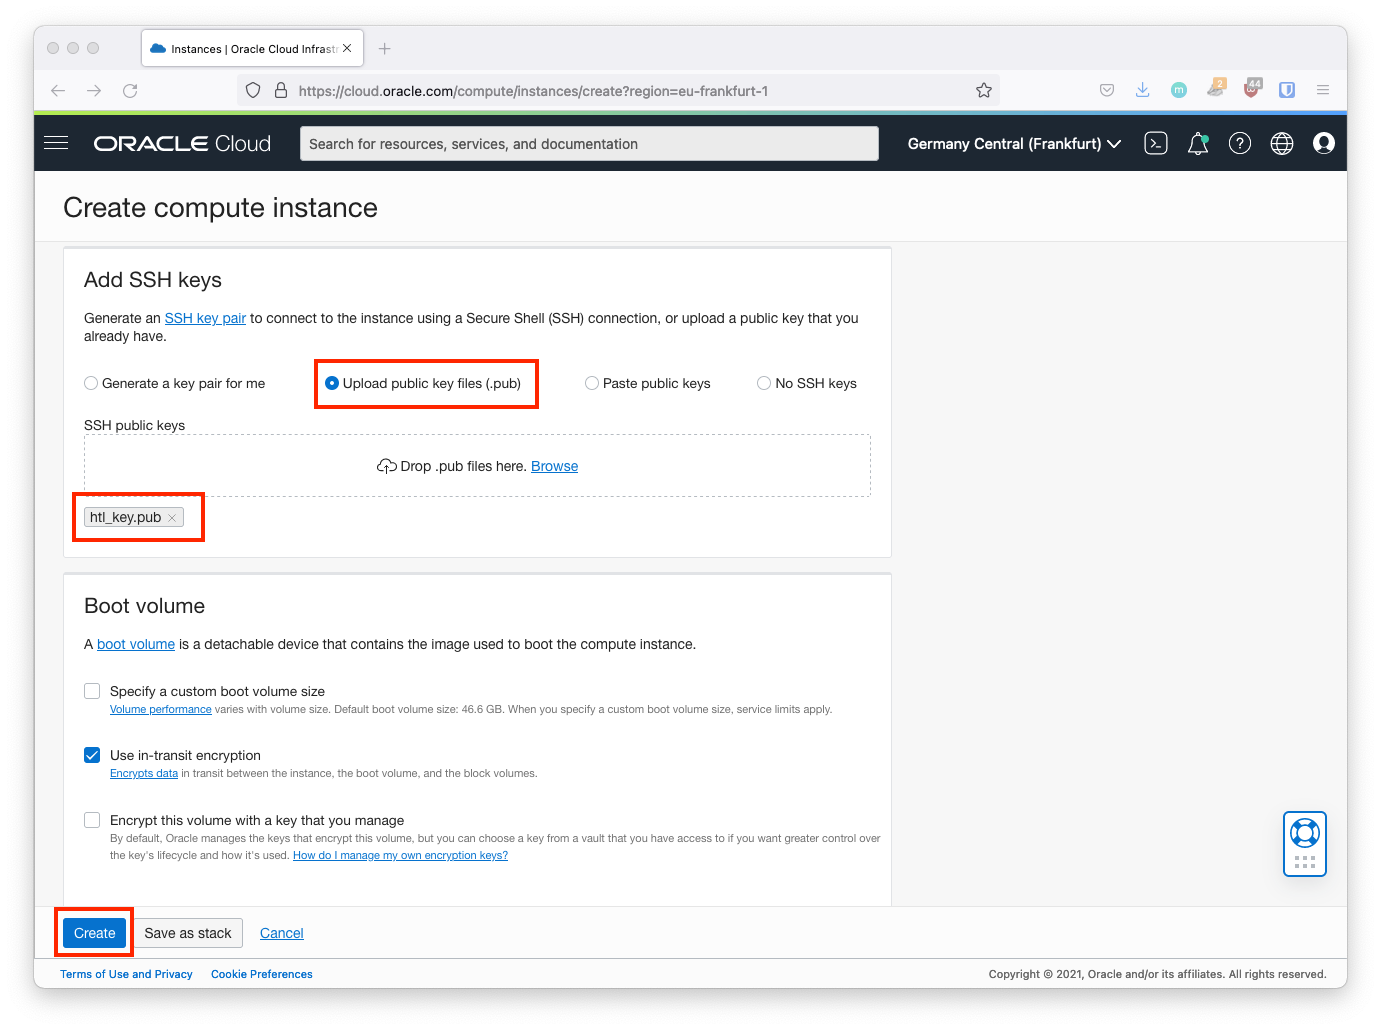 Instances | Oracle Cloud Infrastr
https://cloud.oracle.com/compute/instances/create?region=eu-frankfurt-1
m
2
44
ORACLE Cloud
Search for resources, services, and documentation
Germany Central (Frankfurt)
Create compute instance
Add SSH keys
Generate an SSH key pair to connect to the instance using a Secure Shell (SSH) connection, or upload a public key that you
already have.
Generate a key pair for me
Upload public key files (.pub)
Paste public keys
No SSH keys
SSH public keys
Drop .pub files here. Browse
htl_key.pub
Boot volume
A boot volume is a detachable device that contains the image used to boot the compute instance.
Specify a custom boot volume size
Volume performance varies with volume size. Default boot volume size: 46.6 GB. When you specify a custom boot volume size, service limits apply.
Use in-transit encryption
Encrypts data in transit between the instance, the boot volume, and the block volumes.
Encrypt this volume with a key that you manage
By default, Oracle manages the keys that encrypt this volume, but you can choose a key from a vault that you have access to if you want greater control over
the key's lifecycle and how it's used. How do I manage my own encryption keys?
Create
Save as stack
Cancel
Terms of Use and Privacy
Cookie Preferences
Copyright © 2021, Oracle and/or its affiliates. All rights reserved.